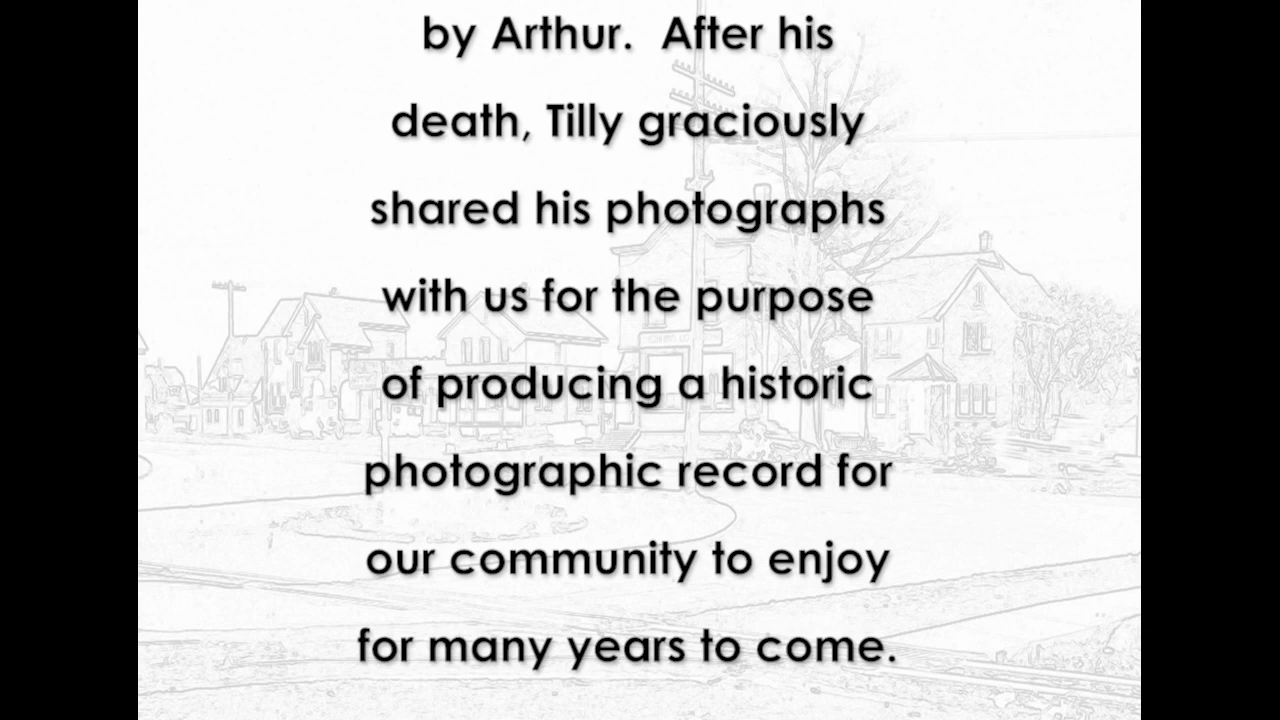 by Arthur.  After his
death, Tilly graciously
shared his photographs
with us for the purpose
of producing a historic
photographic record for
our community to enjoy
for many years to come.